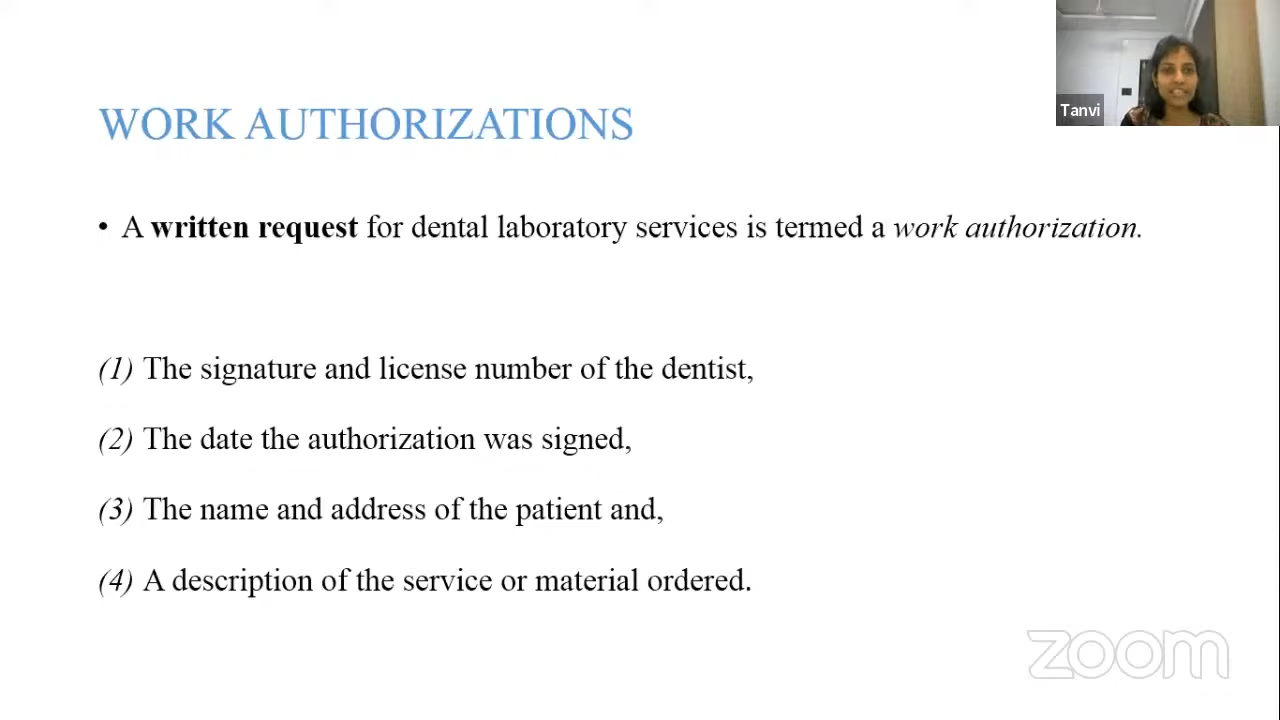 Tanvi
WORK AUTHORIZATIONS
• A written request for dental laboratory services is termed a work authorization.
(1) The signature and license number of the dentist,
(2) The date the authorization was signed,
(3) The name and address of the patient and,
(4) A description of the service or material ordered.
zoom